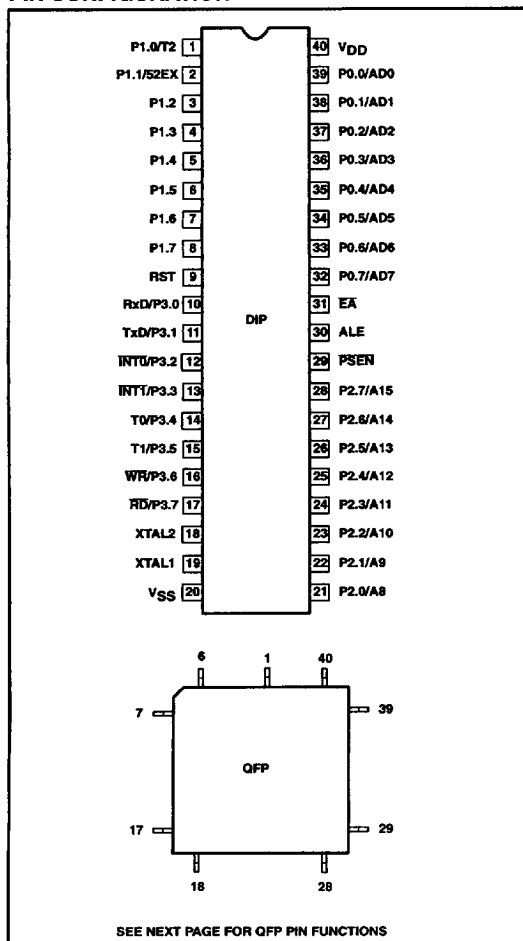 P1.0/T2 1 40 VDD
P1.1/52EX 2 39 P0.0/AD0
P1.2 3 38 P0.1/AD1
P1.3 4 37 P0.2/AD2
P1.4 5 36 P0.3/AD3
P1.5 6 35 P0.4/AD4
P1.6 7 34 P0.5/AD5
P1.7 8 33 P0.6/AD6
RST 9 32 P0.7/AD7
RxD/P3.0 10 31 EA
DIP
TxD/P3.1 11 30 ALE
INT0/P3.2 12 29 PSEN
INT1/P3.3 13 28 P2.7/A15
T0/P3.4 14 27 P2.6/A14
T1/P3.5 15 26 P2.5/A13
WR/P3.6 16 25 P2.4/A12
RD/P3.7 17 24 P2.3/A11
XTAL2 18 23 P2.2/A10
XTAL1 19 22 P2.1/A9
VSS 20 21 P2.0/A8
6 1 40
7 39
QFP
17 29
18 28
SEE NEXT PAGE FOR QFP PIN FUNCTIONS